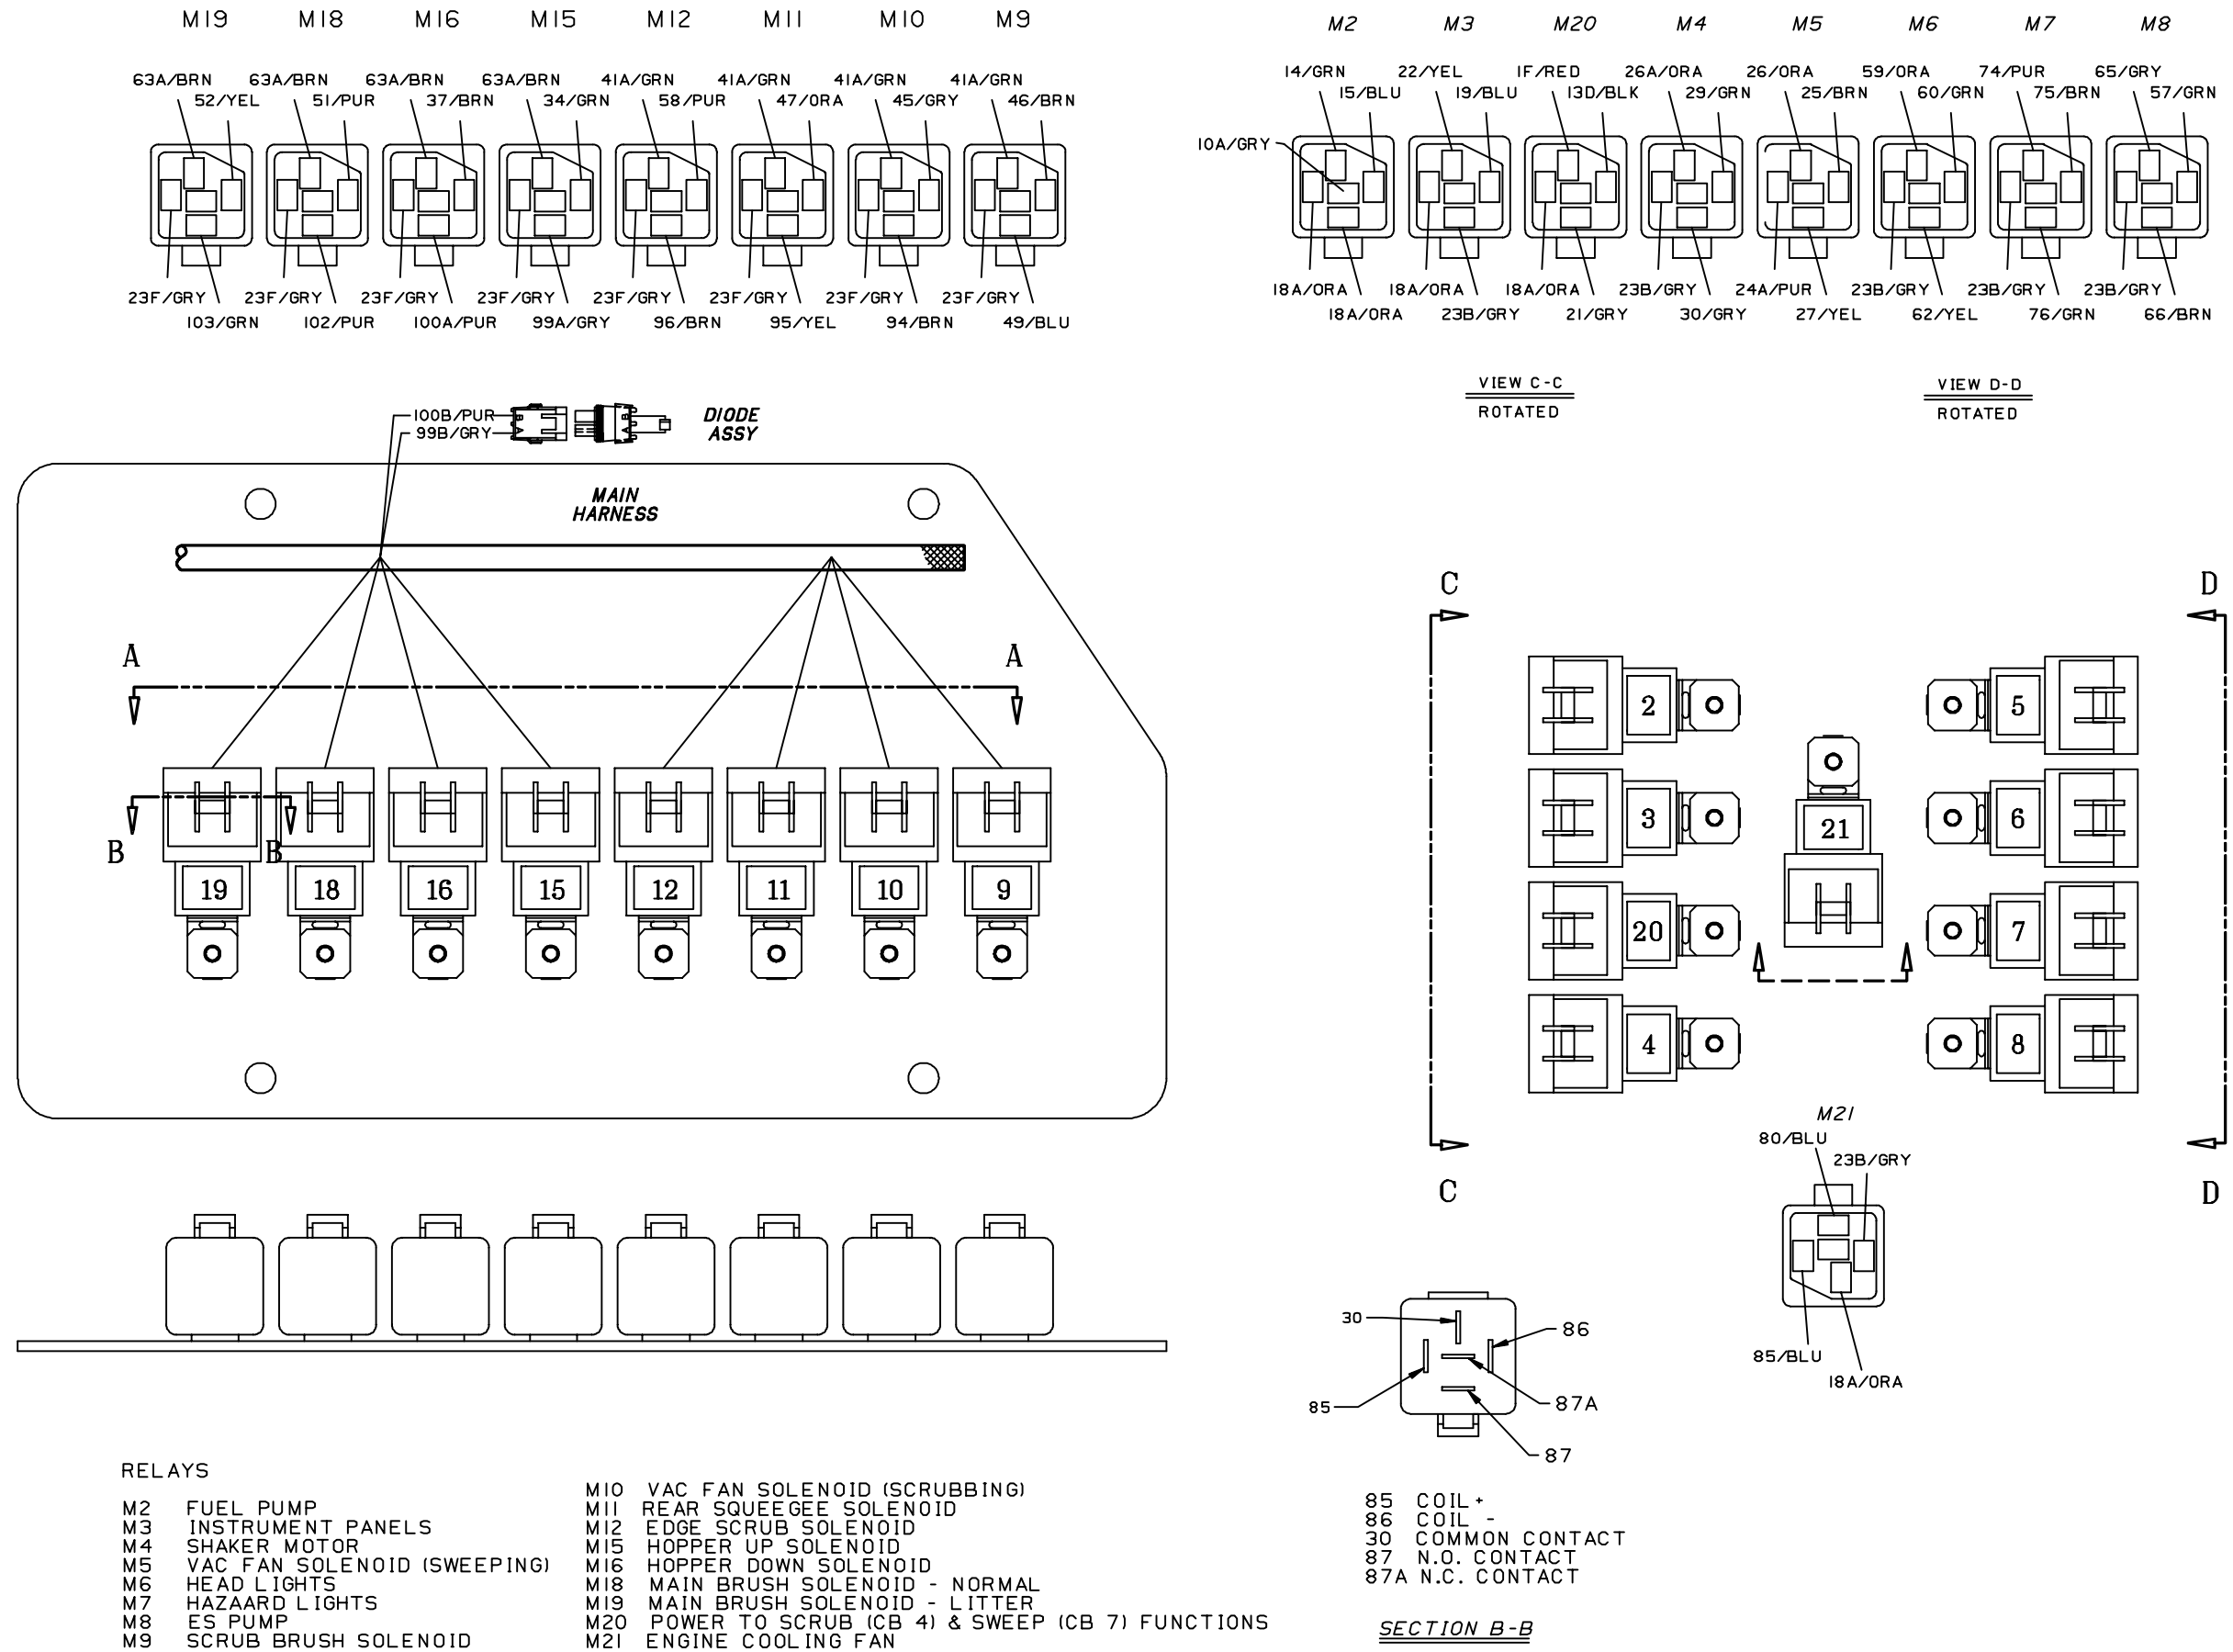 M19 M18 M16 M15 M12 M11 M10 M9
63A/BRN 63A/BRN 63A/BRN 63A/BRN 41A/GRN 41A/GRN 41A/GRN 41A/GRN
52/YEL 51/PUR 37/BRN 34/GRN 58/PUR 47/ORA 45/GRY 46/BRN
23F/GRY 23F/GRY 23F/GRY 23F/GRY 23F/GRY 23F/GRY 23F/GRY 23F/GRY
103/GRN 102/PUR 100A/PUR 99A/GRY 96/BRN 95/YEL 94/BRN 49/BLU
M2 M3 M20 M4 M5 M6 M7 M8
14/GRN 22/YEL 1F/RED 26A/ORA 26/ORA 59/ORA 74/PUR 65/GRY
15/BLU 19/BLU 13D/BLK 29/GRN 25/BRN 60/GRN 75/BRN 57/GRN
10A/GRY
18A/ORA 18A/ORA 18A/ORA 23B/GRY 24A/PUR 23B/GRY 23B/GRY 23B/GRY
18A/ORA 23B/GRY 21/GRY 30/GRY 27/YEL 62/YEL 76/GRN 66/BRN
VIEW C-C
ROTATED
VIEW D-D
ROTATED
100B/PUR
99B/GRY
DIODE
ASSY
MAIN
HARNESS
A A
B B
19 18 16 15 12 11 10 9
C D
2 5
3 21 6
20 7
4 8
C D
M21
80/BLU
23B/GRY
85/BLU
18A/ORA
30
86
85
87A
87
RELAYS
M2 FUEL PUMP
M3 INSTRUMENT PANELS
M4 SHAKER MOTOR
M5 VAC FAN SOLENOID (SWEEPING)
M6 HEAD LIGHTS
M7 HAZAARD LIGHTS
M8 ES PUMP
M9 SCRUB BRUSH SOLENOID
M10 VAC FAN SOLENOID (SCRUBBING)
M11 REAR SQUEEGEE SOLENOID
M12 EDGE SCRUB SOLENOID
M15 HOPPER UP SOLENOID
M16 HOPPER DOWN SOLENOID
M18 MAIN BRUSH SOLENOID - NORMAL
M19 MAIN BRUSH SOLENOID - LITTER
M20 POWER TO SCRUB (CB 4) & SWEEP (CB 7) FUNCTIONS
M21 ENGINE COOLING FAN
85 COIL+
86 COIL -
30 COMMON CONTACT
87 N.O. CONTACT
87A N.C. CONTACT
SECTION B-B